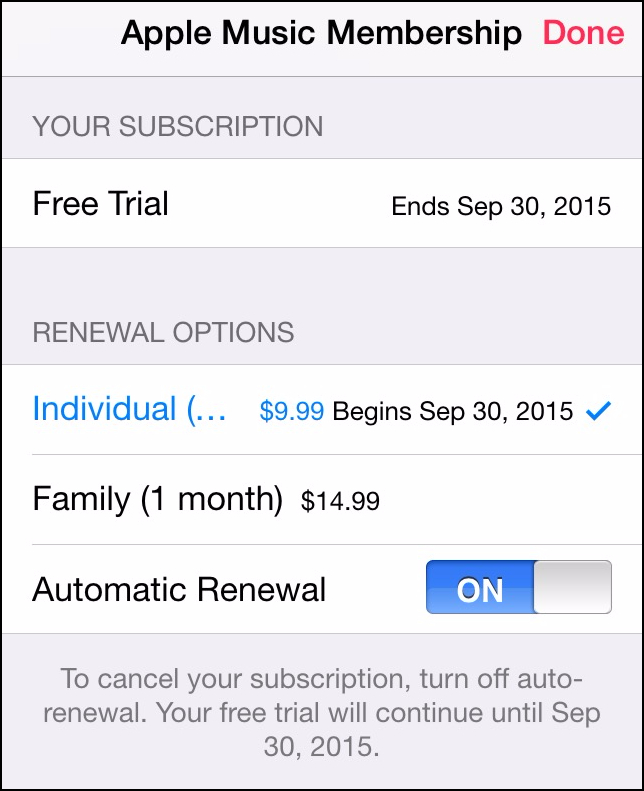 Apple Music Membership Done
YOUR SUBSCRIPTION
Free Trial Ends Sep 30, 2015
RENEWAL OPTIONS
Individual (... $9.99 Begins Sep 30, 2015
Family (1 month) $14.99
Automatic Renewal ON
To cancel your subscription, turn off auto-
renewal. Your free trial will continue until Sep
30, 2015.